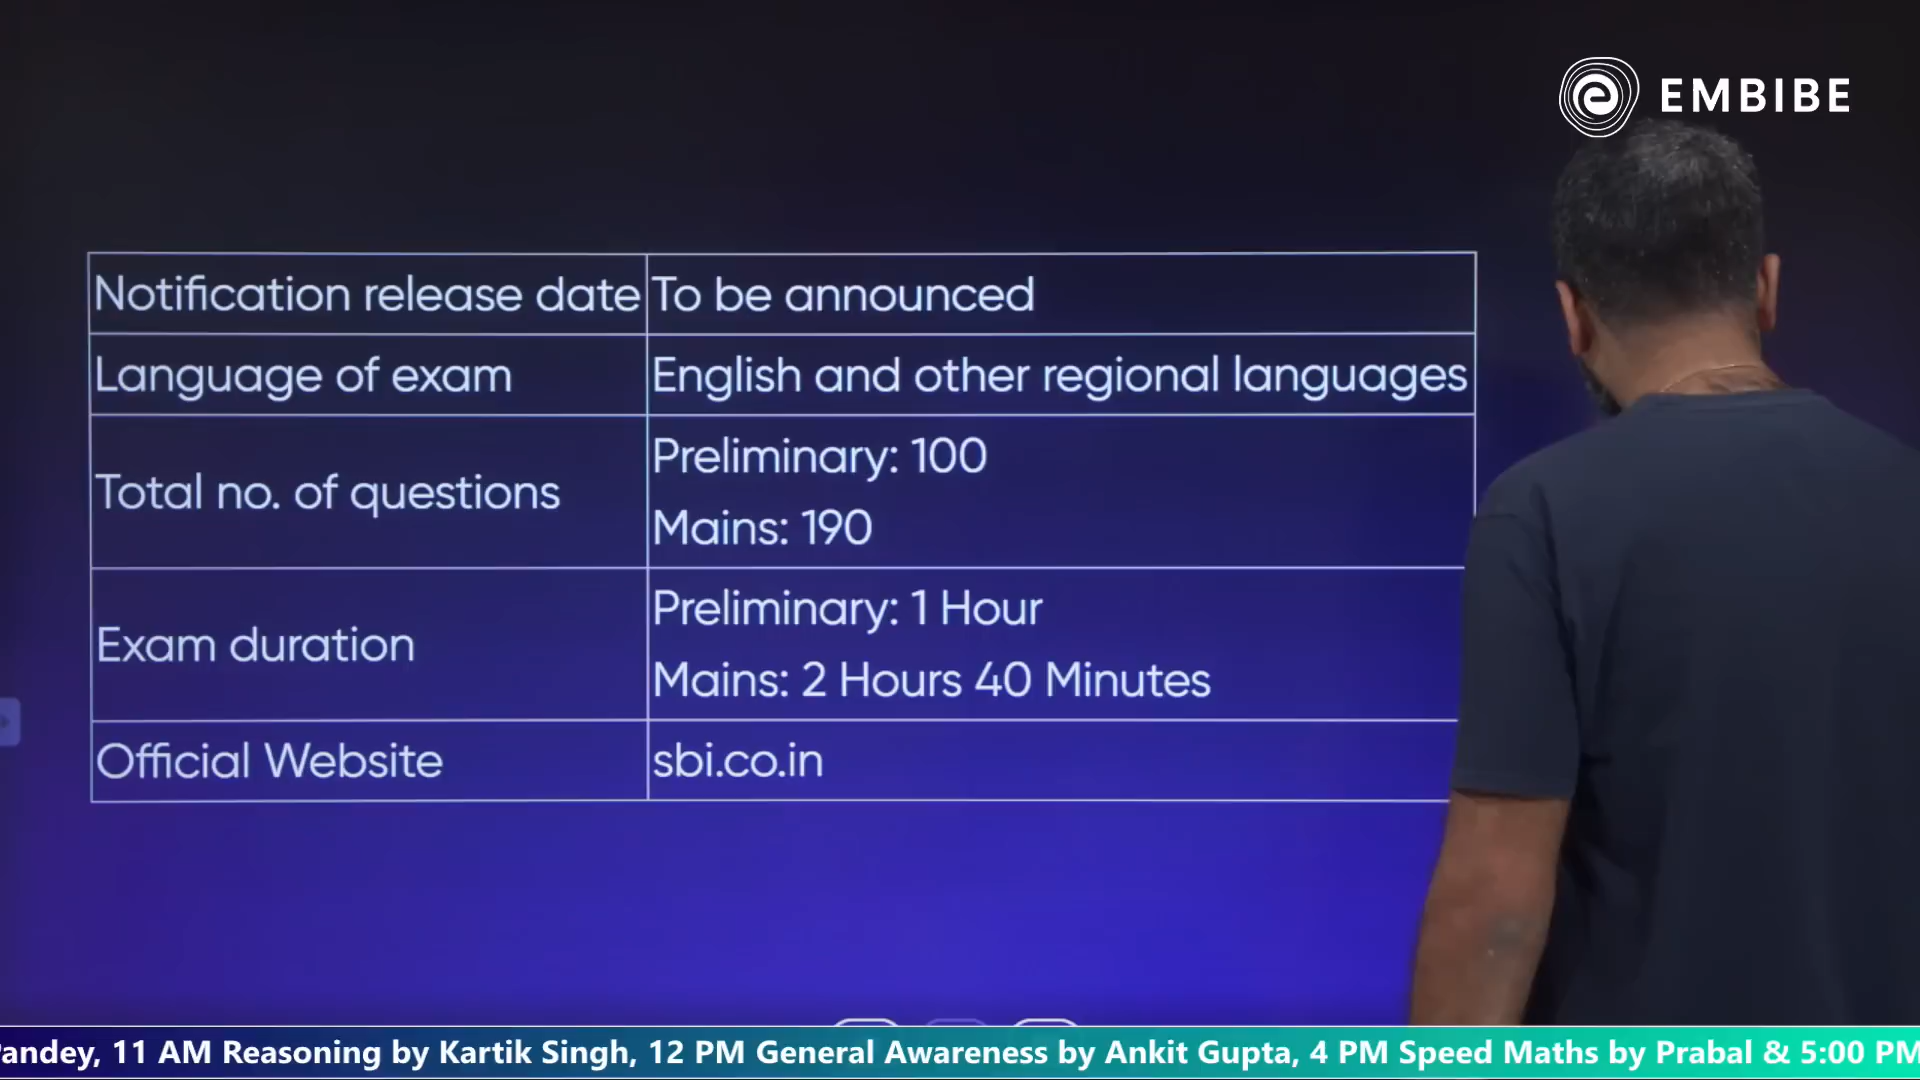 EMBIBE
Notification release date To be announced
Language of exam English and other regional languages
Total no. of questions
Preliminary: 100
Mains: 190
Exam duration
Preliminary: 1 Hour
Mains: 2 Hours 40 Minutes
Official Website sbi.co.in
andey, 11 AM Reasoning by Kartik Singh, 12 PM General Awareness by Ankit Gupta, 4 PM Speed Maths by Prabal & 5:00 PM